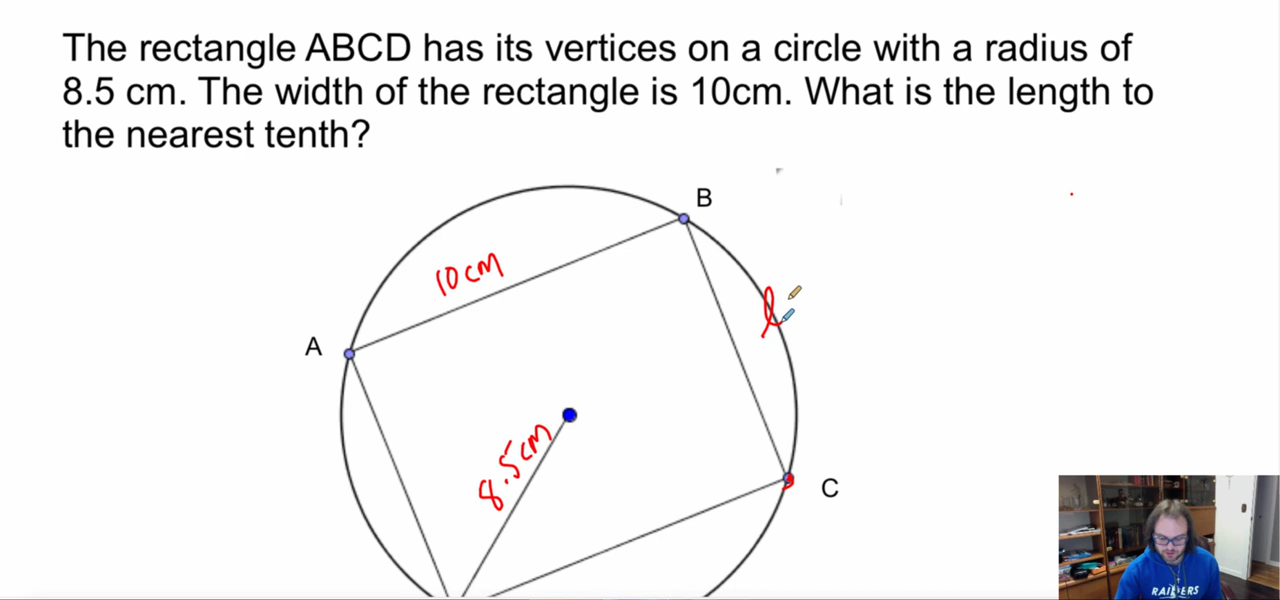 The rectangle ABCD has its vertices on a circle with a radius of
8.5 cm. The width of the rectangle is 10cm. What is the length to
the nearest tenth?
B
10cm
l
A
8.5cm
C
RAIDERS